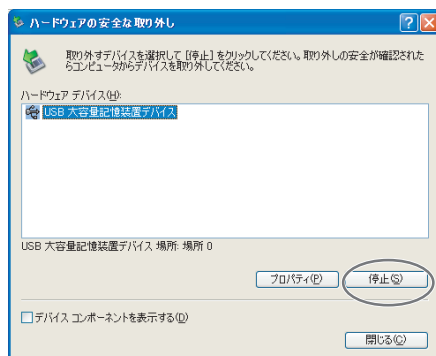 ハードウェアの安全な取り外し
取り外すデバイスを選択して [停止] をクリックしてください。取り外しの安全が確認された
らコンピュータからデバイスを取り外してください。
ハードウェア デバイス(H):
USB 大容量記憶装置デバイス
USB 大容量記憶装置デバイス 場所: 場所 0
プロパティ(P)
停止(S)
デバイス コンポーネントを表示する(D)
閉じる(C)